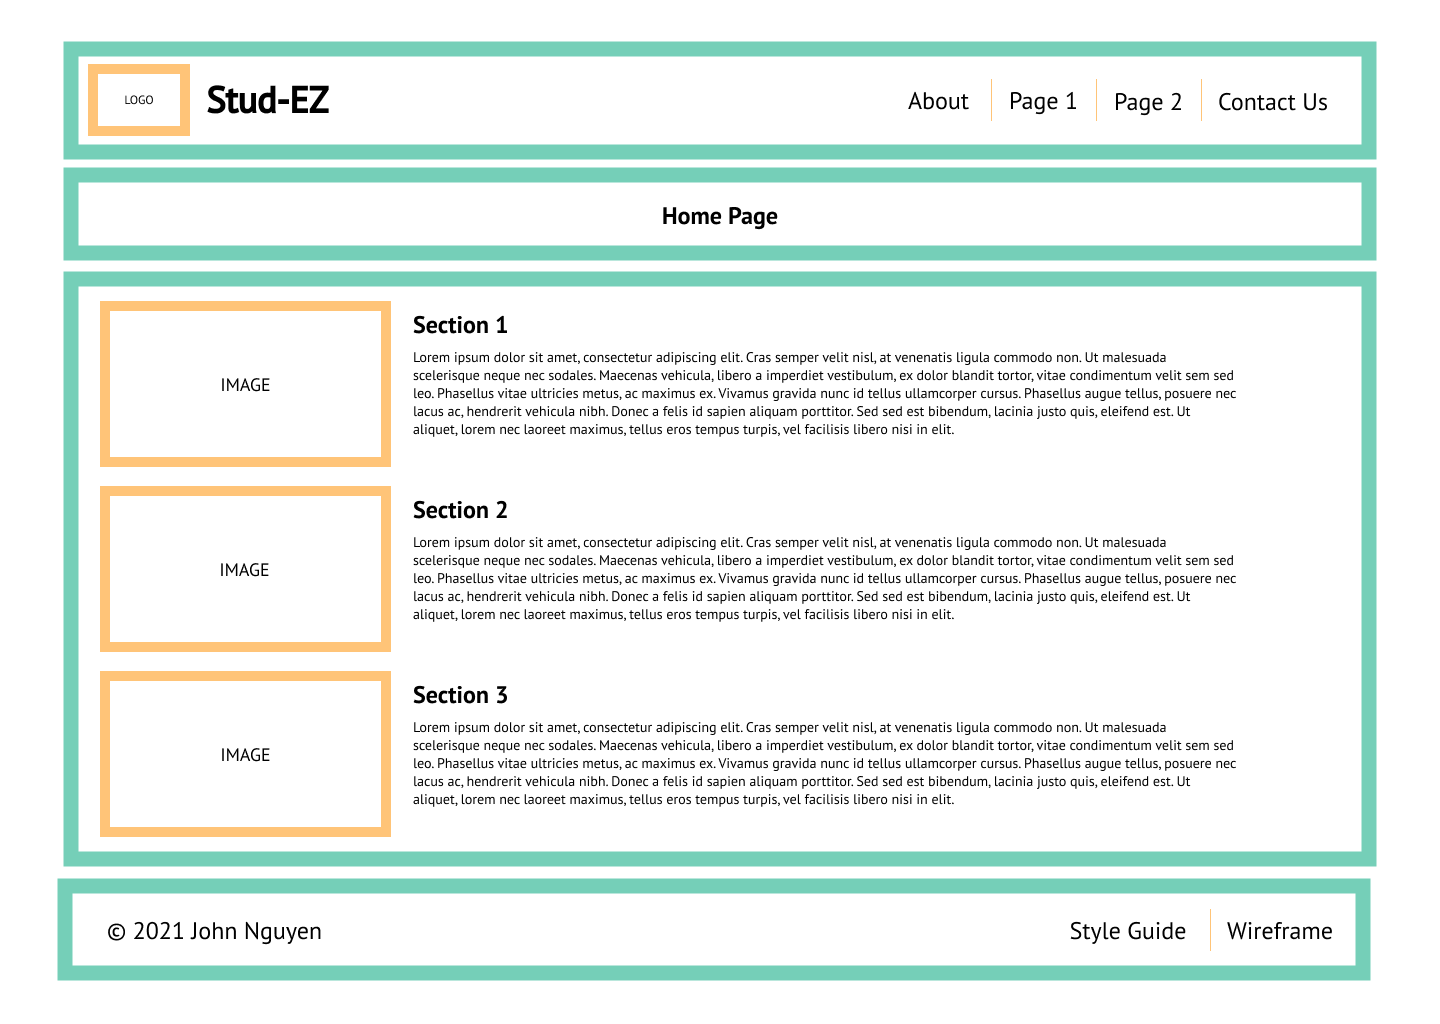 LOGO
Stud-EZ
About
Page 1
Page 2
Contact Us
Home Page
IMAGE
Section 1
Lorem ipsum dolor sit amet, consectetur adipiscing elit. Cras semper velit nisl, at venenatis ligula commodo non. Ut malesuada
scelerisque neque nec sodales. Maecenas vehicula, libero a imperdiet vestibulum, ex dolor blandit tortor, vitae condimentum velit sem sed
leo. Phasellus vitae ultricies metus, ac maximus ex. Vivamus gravida nunc id tellus ullamcorper cursus. Phasellus augue tellus, posuere nec
lacus ac, hendrerit vehicula nibh. Donec a felis id sapien aliquam porttitor. Sed sed est bibendum, lacinia justo quis, eleifend est. Ut
aliquet, lorem nec laoreet maximus, tellus eros tempus turpis, vel facilisis libero nisi in elit.
IMAGE
Section 2
Lorem ipsum dolor sit amet, consectetur adipiscing elit. Cras semper velit nisl, at venenatis ligula commodo non. Ut malesuada
scelerisque neque nec sodales. Maecenas vehicula, libero a imperdiet vestibulum, ex dolor blandit tortor, vitae condimentum velit sem sed
leo. Phasellus vitae ultricies metus, ac maximus ex. Vivamus gravida nunc id tellus ullamcorper cursus. Phasellus augue tellus, posuere nec
lacus ac, hendrerit vehicula nibh. Donec a felis id sapien aliquam porttitor. Sed sed est bibendum, lacinia justo quis, eleifend est. Ut
aliquet, lorem nec laoreet maximus, tellus eros tempus turpis, vel facilisis libero nisi in elit.
IMAGE
Section 3
Lorem ipsum dolor sit amet, consectetur adipiscing elit. Cras semper velit nisl, at venenatis ligula commodo non. Ut malesuada
scelerisque neque nec sodales. Maecenas vehicula, libero a imperdiet vestibulum, ex dolor blandit tortor, vitae condimentum velit sem sed
leo. Phasellus vitae ultricies metus, ac maximus ex. Vivamus gravida nunc id tellus ullamcorper cursus. Phasellus augue tellus, posuere nec
lacus ac, hendrerit vehicula nibh. Donec a felis id sapien aliquam porttitor. Sed sed est bibendum, lacinia justo quis, eleifend est. Ut
aliquet, lorem nec laoreet maximus, tellus eros tempus turpis, vel facilisis libero nisi in elit.
© 2021 John Nguyen
Style Guide
Wireframe